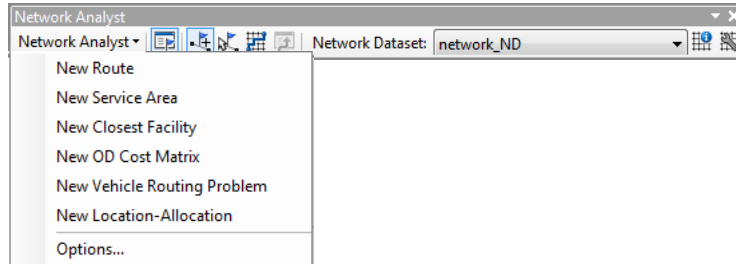 Network Analyst
Network Analyst Network Dataset: network_ND
New Route
New Service Area
New Closest Facility
New OD Cost Matrix
New Vehicle Routing Problem
New Location-Allocation
Options...